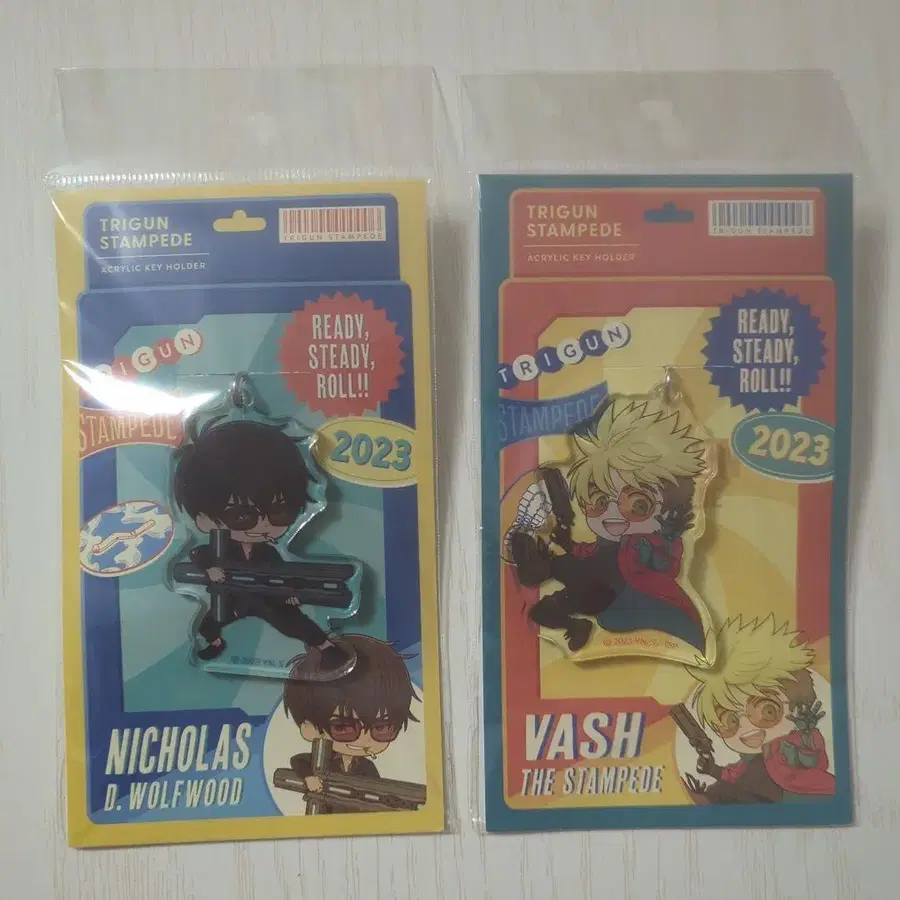 TRIGUN
STAMPEDE
ACRYLIC KEY HOLDER
TRIGUN STAMPEDE
READY,
STEADY,
ROLL!!
TRIGUN
STAMPEDE
2023
NICHOLAS
D. WOLFWOOD
TRIGUN
STAMPEDE
ACRYLIC KEY HOLDER
TRIGUN STAMPEDE
READY,
STEADY,
ROLL!!
TRIGUN
STAMPEDE
2023
© 2023
VASH
THE STAMPEDE